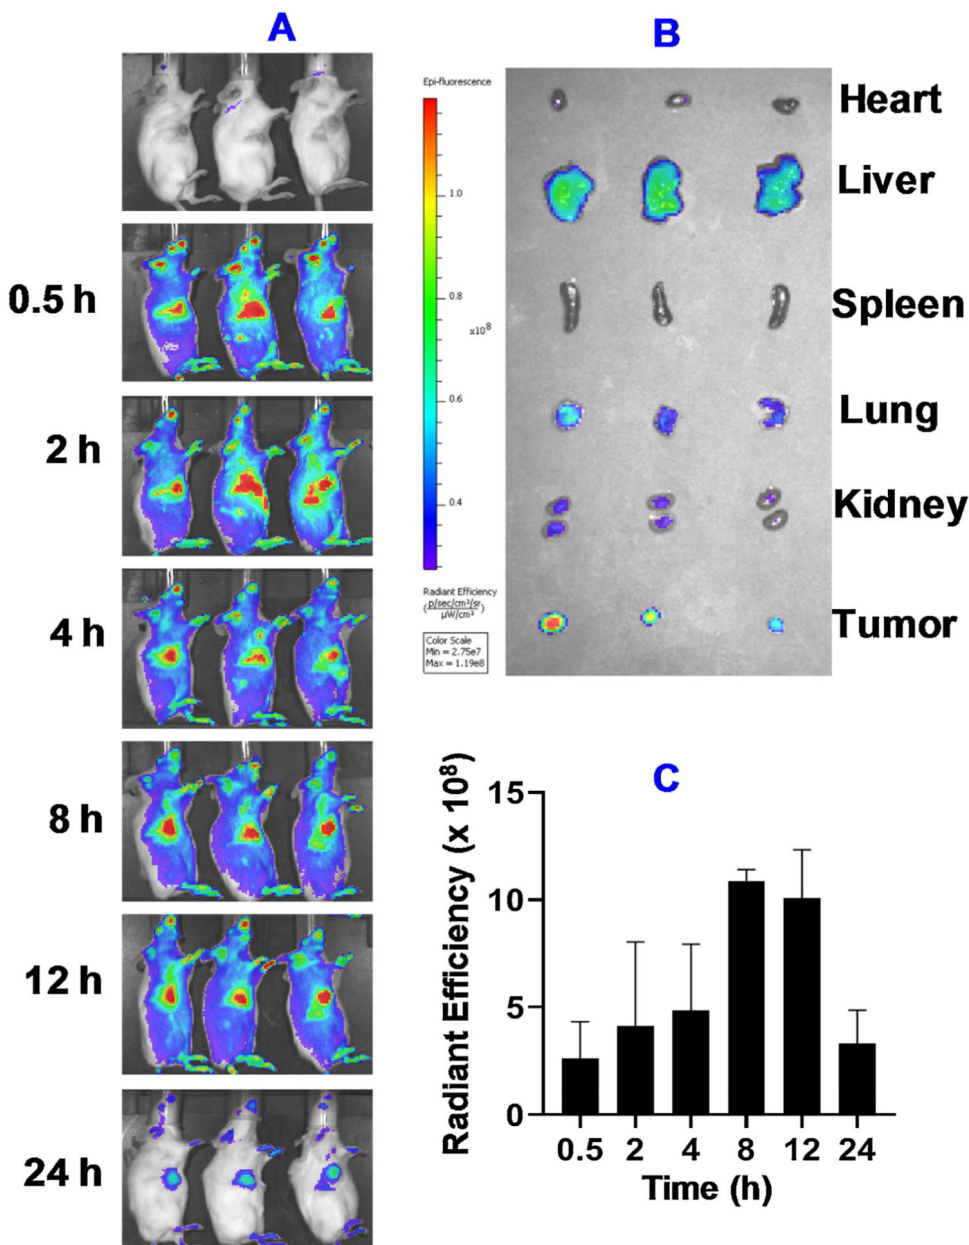 A
0.5 h
2 h
4 h
8 h
12 h
24 h
Epi-fluorescence
1.0
0.8
x10⁸
0.6
0.4
Radiant Efficiency
(p/sec/cm²/sr
µW/cm²)
Color Scale
Min = 2.75e7
Max = 1.19e8
B
Heart
Liver
Spleen
Lung
Kidney
Tumor
C
Radiant Efficiency (x 10⁸)
15
10
5
0
0.5 2 4 8 12 24
Time (h)